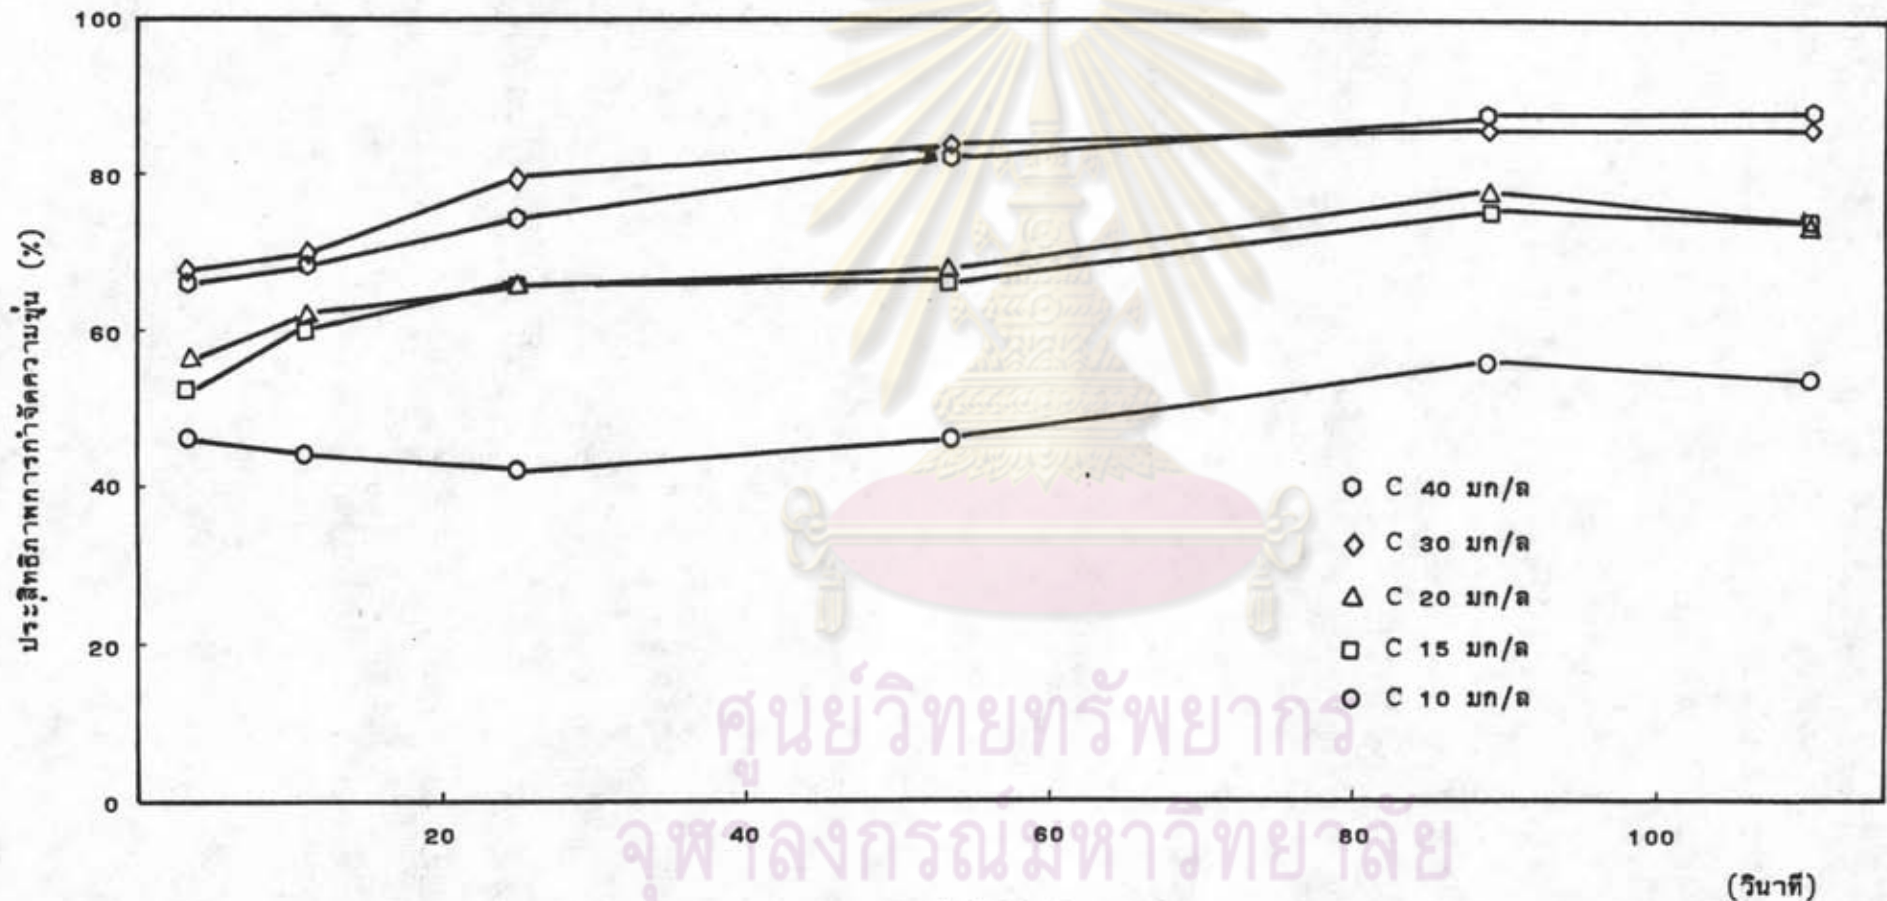 ประสิทธิภาพการกำจัดความขุ่น (%)
100
80
60
40
20
0
C 40 มก/ล
C 30 มก/ล
C 20 มก/ล
C 15 มก/ล
C 10 มก/ล
20 40 60 80 100
(วินาที)
ศูนย์วิทยทรัพยากร
จุฬาลงกรณ์มหาวิทยาลัย